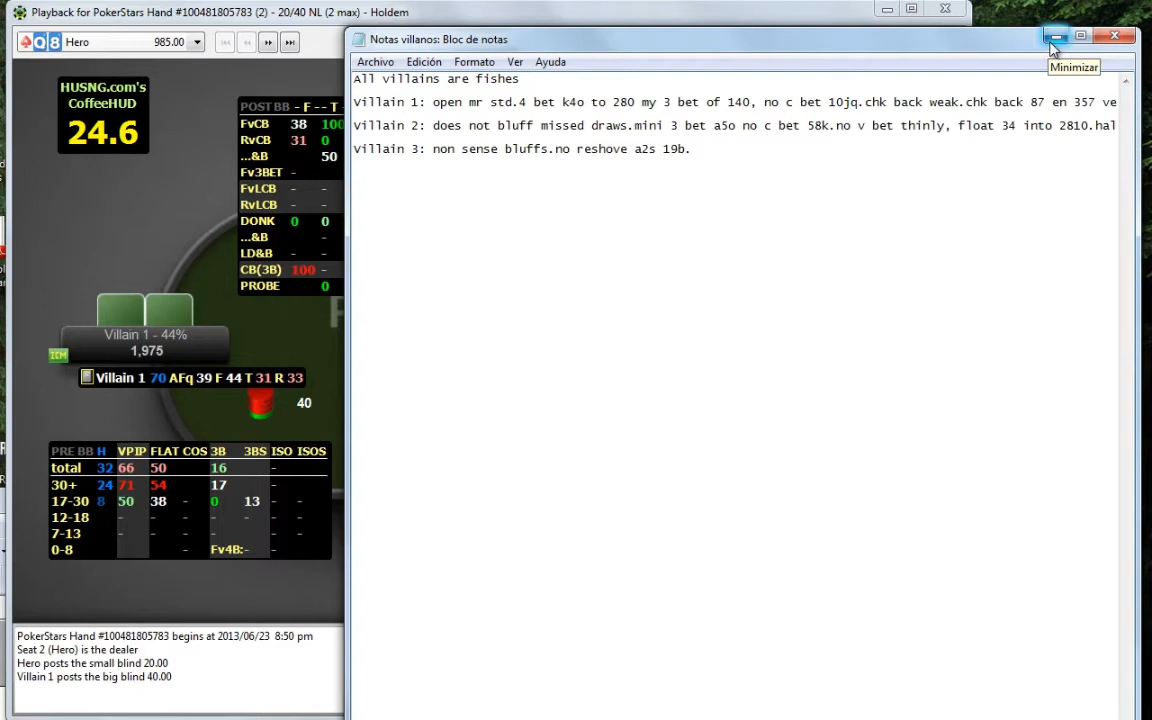 Playback for PokerStars Hand #100481805783 (2) - 20/40 NL (2 max) - Holdem
Q 8 Hero 985.00
Notas villanos: Bloc de notas
Minimizar
Archivo Edición Formato Ver Ayuda
All villains are fishes
Villain 1: open mr std.4 bet k4o to 280 my 3 bet of 140, no c bet 10jq.chk back weak.chk back 87 en 357 ve
Villain 2: does not bluff missed draws.mini 3 bet a5o no c bet 58k.no v bet thinly, float 34 into 2810.hal
Villain 3: non sense bluffs.no reshove a2s 19b.
HUSNG.com's
CoffeeHUD
24.6
POST BB - F - - T -
FvCB 38 100
RvCB 31 0
...&B 50
Fv3BET -
FvLCB - -
RvLCB - -
DONK 0 0
...&B -
LD&B - -
CB(3B) 100 -
PROBE 0
Villain 1 - 44%
1,975
ICM
Villain 1 70 AFq 39 F 44 T 31 R 33
40
PRE BB H VPIP FLAT COS 3B 3BS ISO ISOS
total 32 66 50 16 -
30+ 24 71 54 17
17-30 8 50 38 - 0 13 - -
12-18 - - - - - - -
7-13 - - - - - - -
0-8 - - Fv4B:- -
PokerStars Hand #100481805783 begins at 2013/06/23 8:50 pm
Seat 2 (Hero) is the dealer
Hero posts the small blind 20.00
Villain 1 posts the big blind 40.00